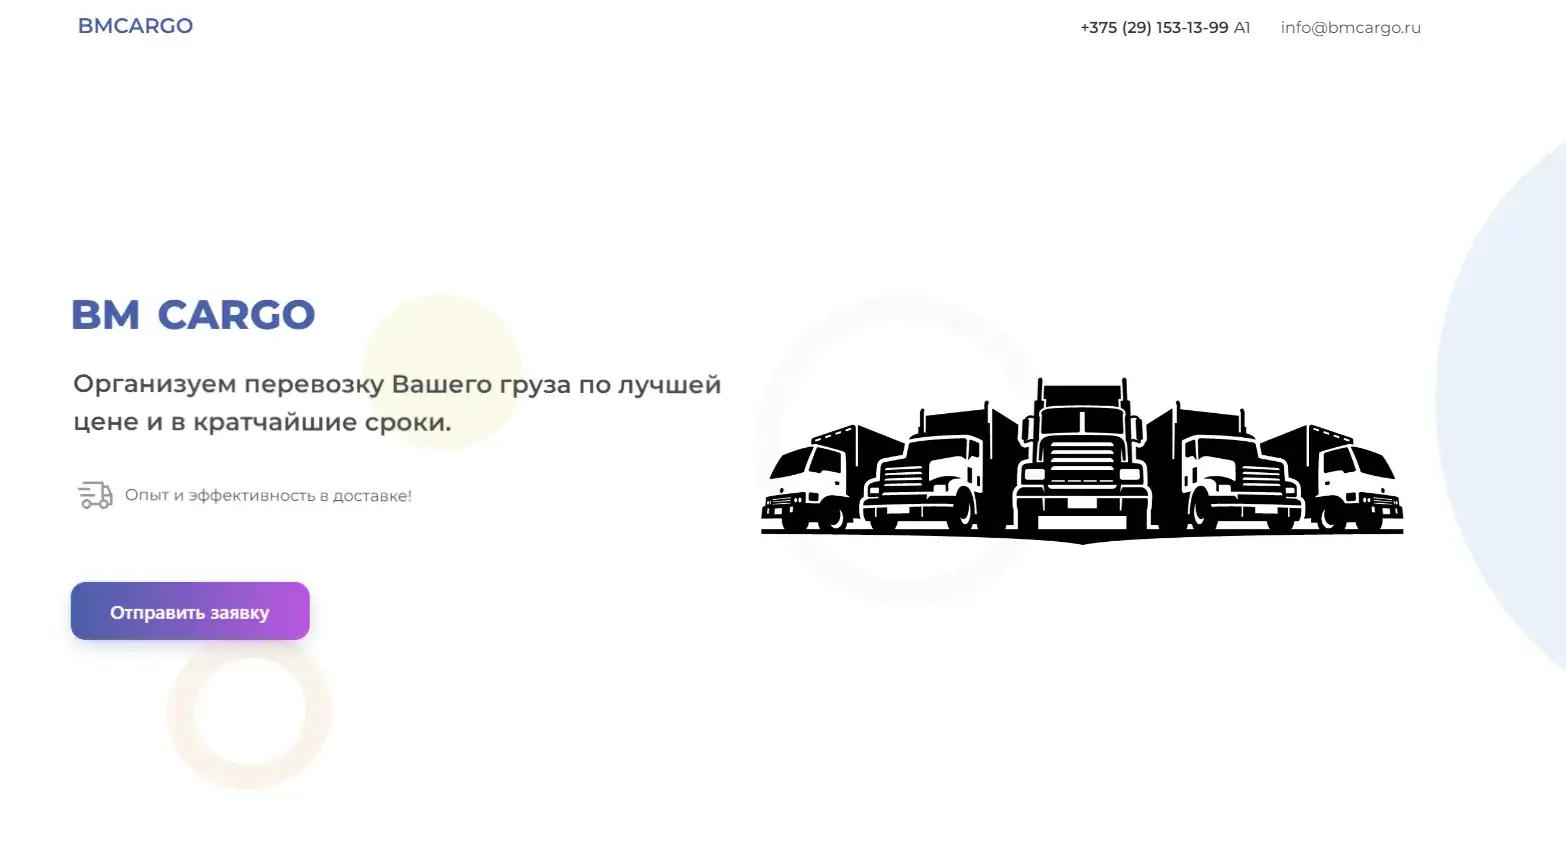 BMCARGO
+375 (29) 153-13-99 A1
info@bmcargo.ru
BM CARGO
Организуем перевозку Вашего груза по лучшей
цене и в кратчайшие сроки.
Опыт и эффективность в доставке!
Отправить заявку